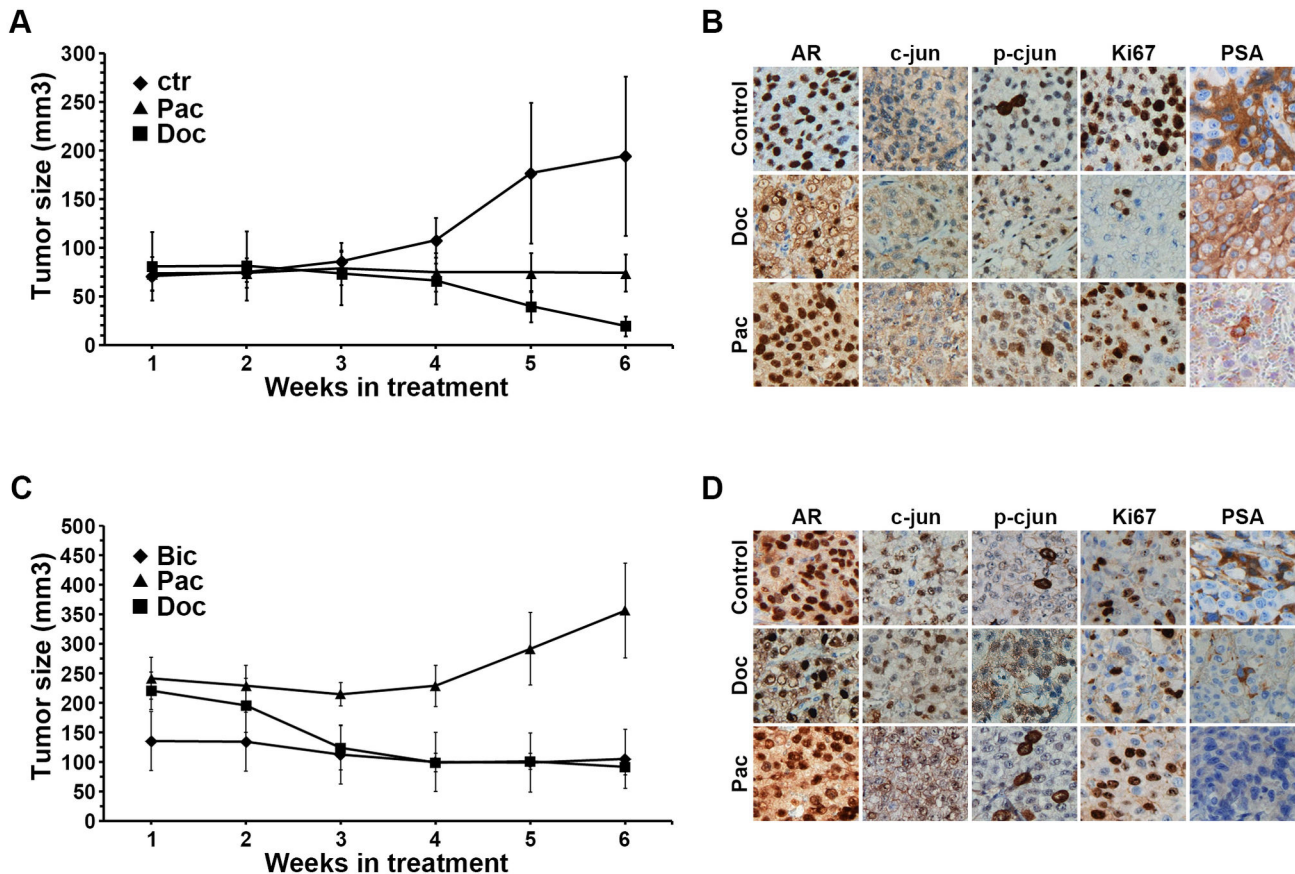 A
Tumor size (mm3)
300
250
200
150
100
50
0
ctr
Pac
Doc
1 2 3 4 5 6
Weeks in treatment
B
AR c-jun p-cjun Ki67 PSA
Control
Doc
Pac
C
Tumor size (mm3)
500
450
400
350
300
250
200
150
100
50
0
Bic
Pac
Doc
1 2 3 4 5 6
Weeks in treatment
D
AR c-jun p-cjun Ki67 PSA
Control
Doc
Pac